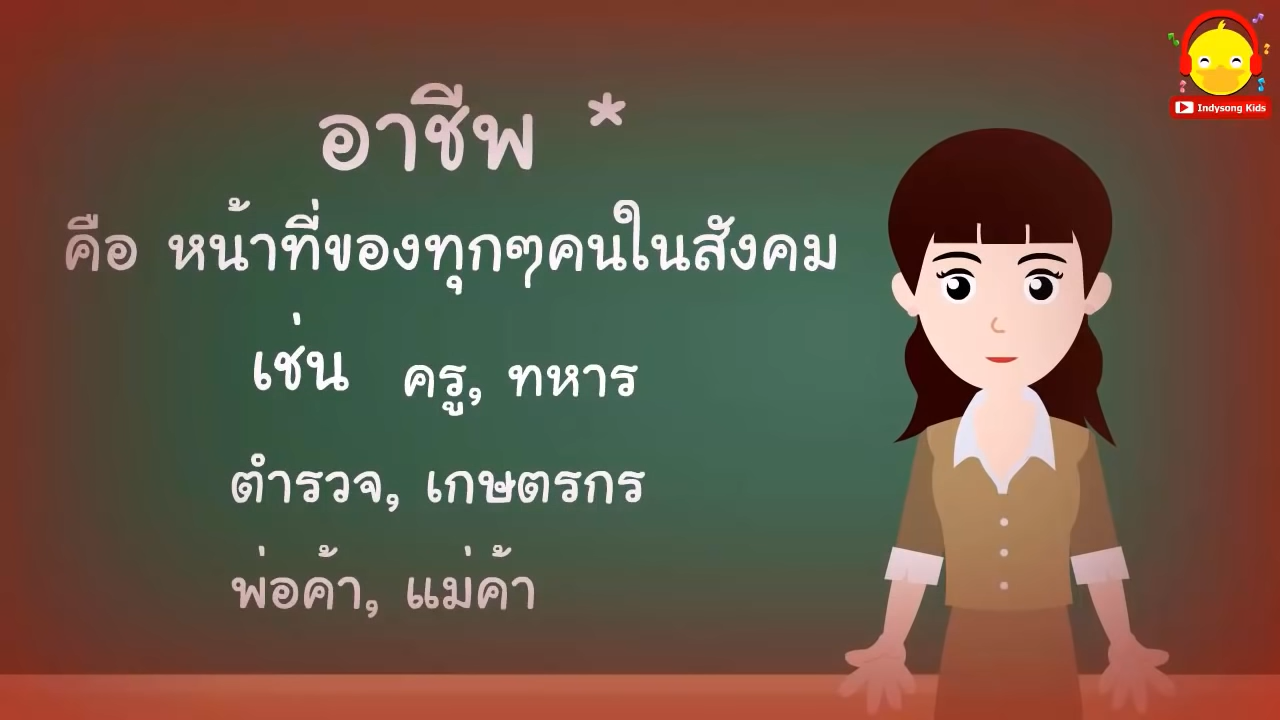 อาชีพ *
คือ หน้าที่ของทุกๆคนในสังคม
เช่น ครู, ทหาร
ตำรวจ, เกษตรกร
พ่อค้า, แม่ค้า
Indysong Kids